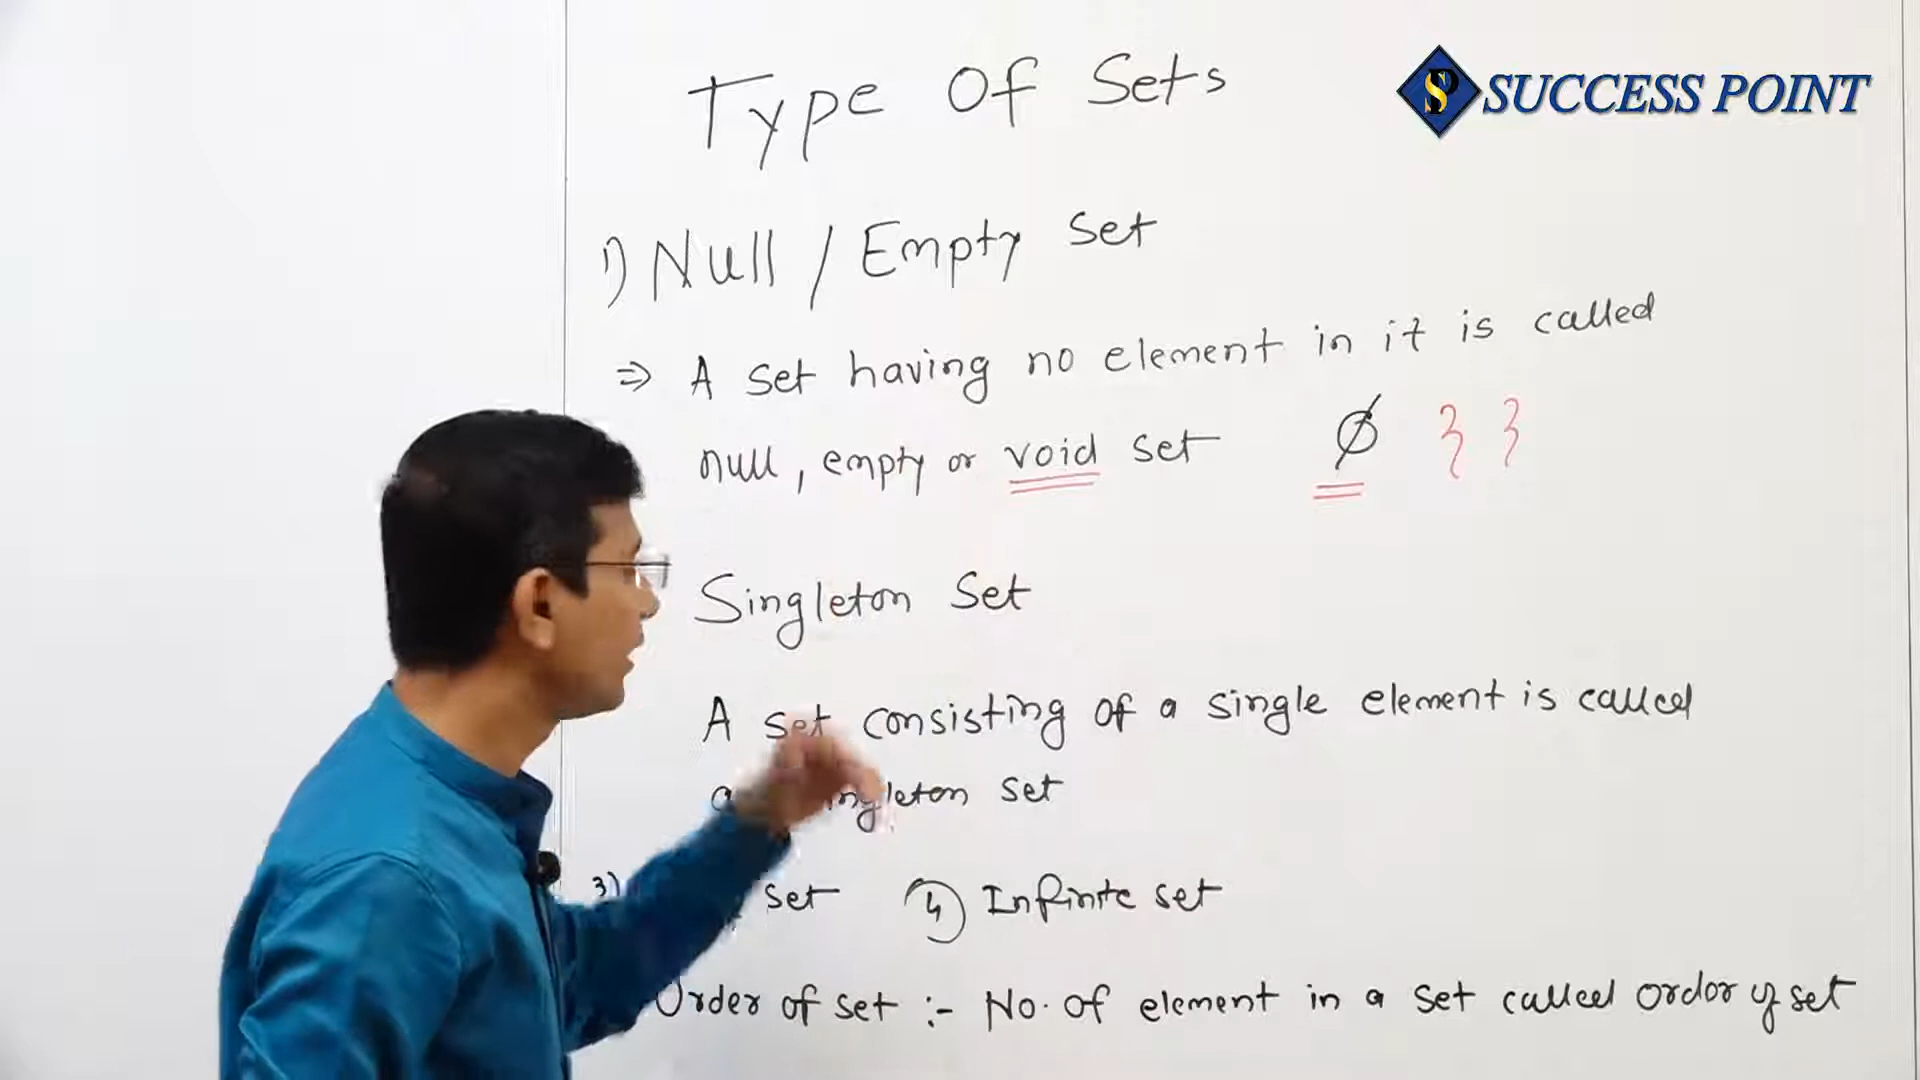 Type Of Sets
SUCCESS POINT
1) Null / Empty Set
⇒ A set having no element in it is called
null, empty or void set ∅ { }
Singleton Set
A set consisting of a single element is called
set
3) set 4) Infinite set
Order of set :- No. of element in a set called ordor of set